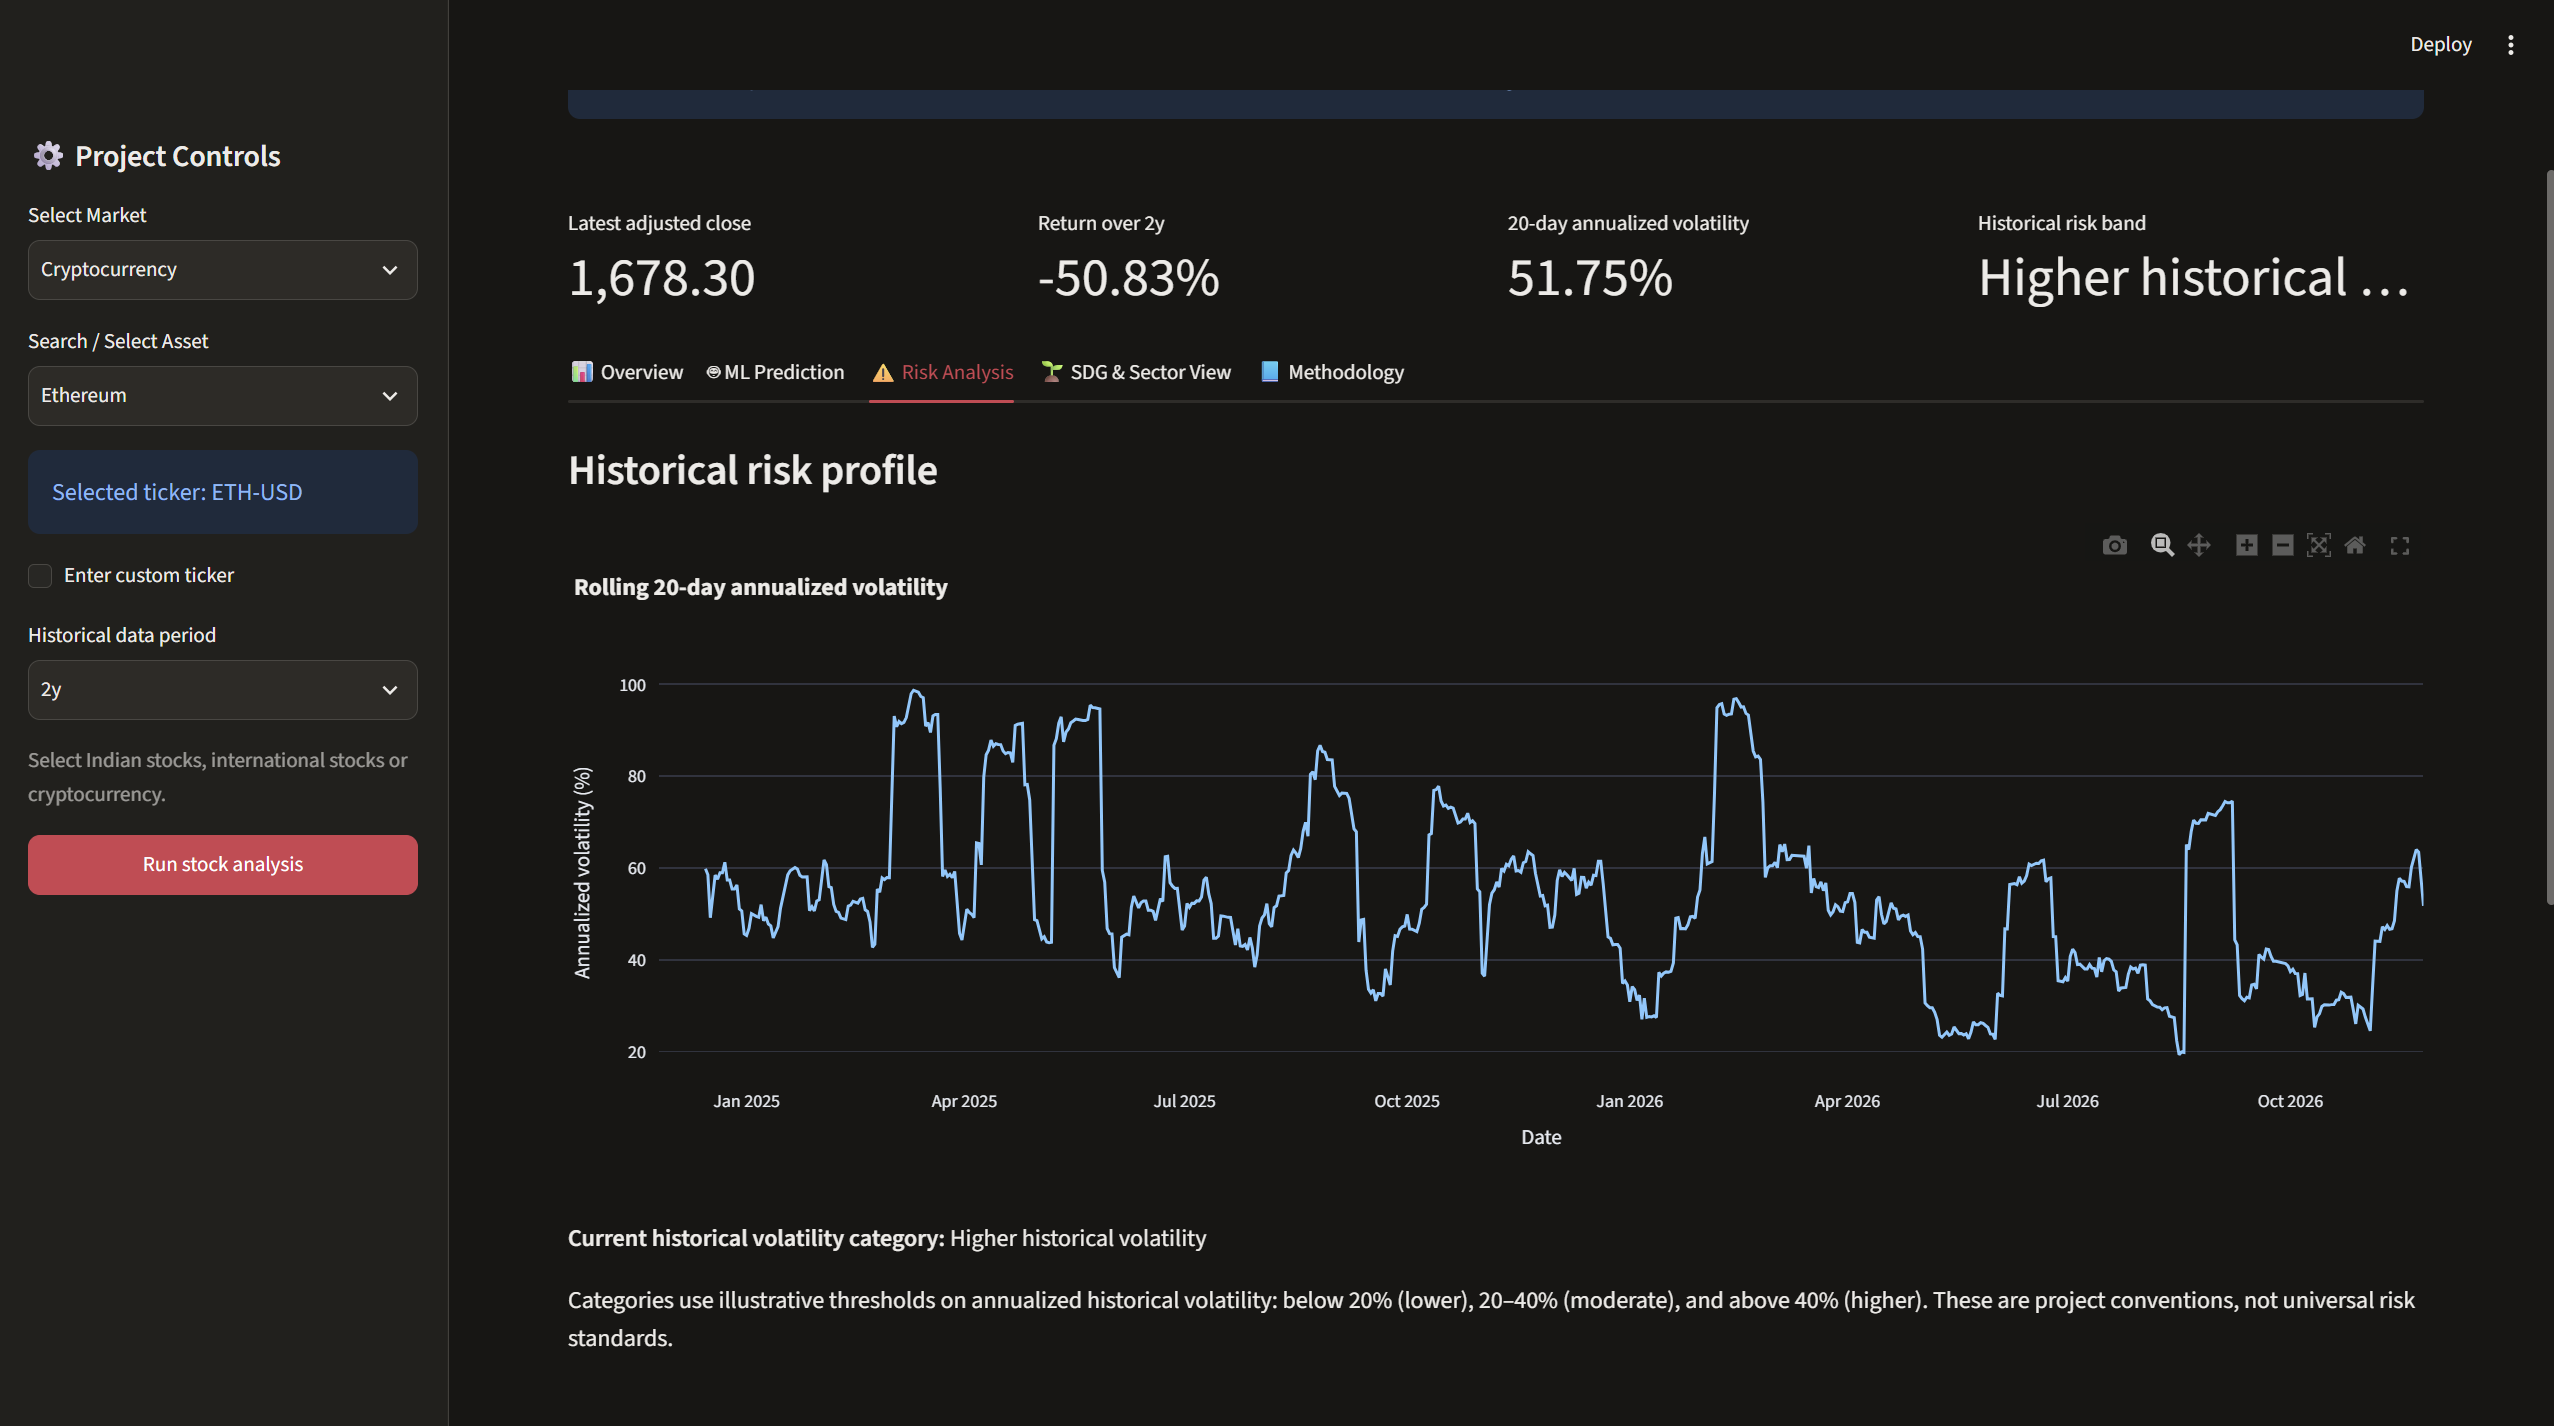 Deploy
Project Controls
Select Market
Cryptocurrency
Search / Select Asset
Ethereum
Selected ticker: ETH-USD
Enter custom ticker
Historical data period
2y
Select Indian stocks, international stocks or
cryptocurrency.
Run stock analysis
Latest adjusted close
1,678.30
Return over 2y
-50.83%
20-day annualized volatility
51.75%
Historical risk band
Higher historical …
Overview
ML Prediction
Risk Analysis
SDG & Sector View
Methodology
Historical risk profile
Rolling 20-day annualized volatility
Annualized volatility (%)
100
80
60
40
20
Jan 2025
Apr 2025
Jul 2025
Oct 2025
Jan 2026
Apr 2026
Jul 2026
Oct 2026
Date
Current historical volatility category: Higher historical volatility
Categories use illustrative thresholds on annualized historical volatility: below 20% (lower), 20–40% (moderate), and above 40% (higher). These are project conventions, not universal risk
standards.